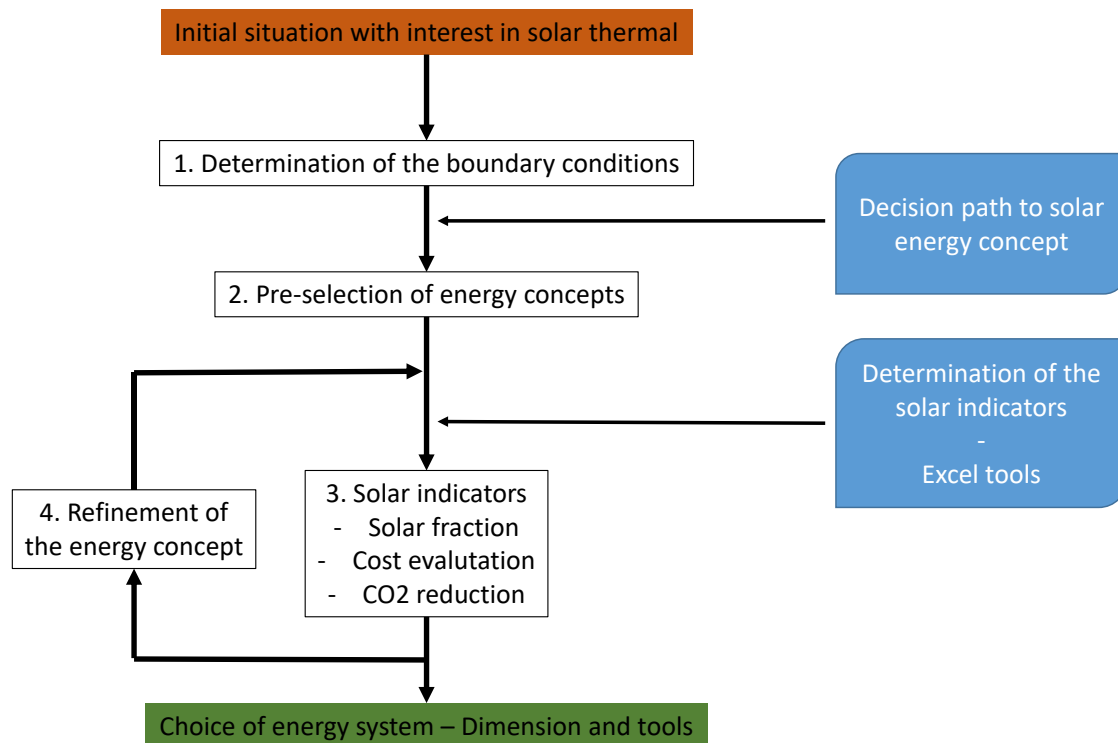 Initial situation with interest in solar thermal
1. Determination of the boundary conditions
Decision path to solar
energy concept
2. Pre-selection of energy concepts
Determination of the
solar indicators
-
Excel tools
3. Solar indicators
- Solar fraction
- Cost evalutation
- CO2 reduction
4. Refinement of
the energy concept
Choice of energy system – Dimension and tools